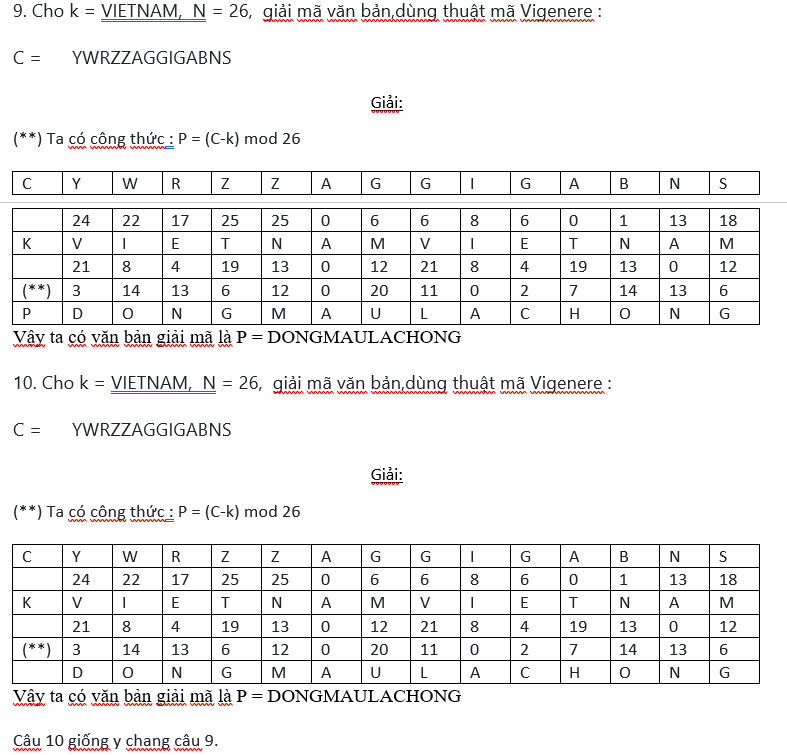 9. Cho k = VIETNAM, N = 26, giải mã văn bản,dùng thuật mã Vigenere :
C = YWRZZAGGIGABNS
Giải:
(**) Ta có công thức : P = (C-k) mod 26
C Y W R Z Z A G G I G A B N S
24 22 17 25 25 0 6 6 8 6 0 1 13 18
K V I E T N A M V I E T N A M
21 8 4 19 13 0 12 21 8 4 19 13 0 12
(**) 3 14 13 6 12 0 20 11 0 2 7 14 13 6
P D O N G M A U L A C H O N G
Vậy ta có văn bản giải mã là P = DONGMAULACHONG
10. Cho k = VIETNAM, N = 26, giải mã văn bản,dùng thuật mã Vigenere :
C = YWRZZAGGIGABNS
Giải:
(**) Ta có công thức : P = (C-k) mod 26
C Y W R Z Z A G G I G A B N S
24 22 17 25 25 0 6 6 8 6 0 1 13 18
K V I E T N A M V I E T N A M
21 8 4 19 13 0 12 21 8 4 19 13 0 12
(**) 3 14 13 6 12 0 20 11 0 2 7 14 13 6
D O N G M A U L A C H O N G
Vậy ta có văn bản giải mã là P = DONGMAULACHONG
Câu 10 giống y chang câu 9.